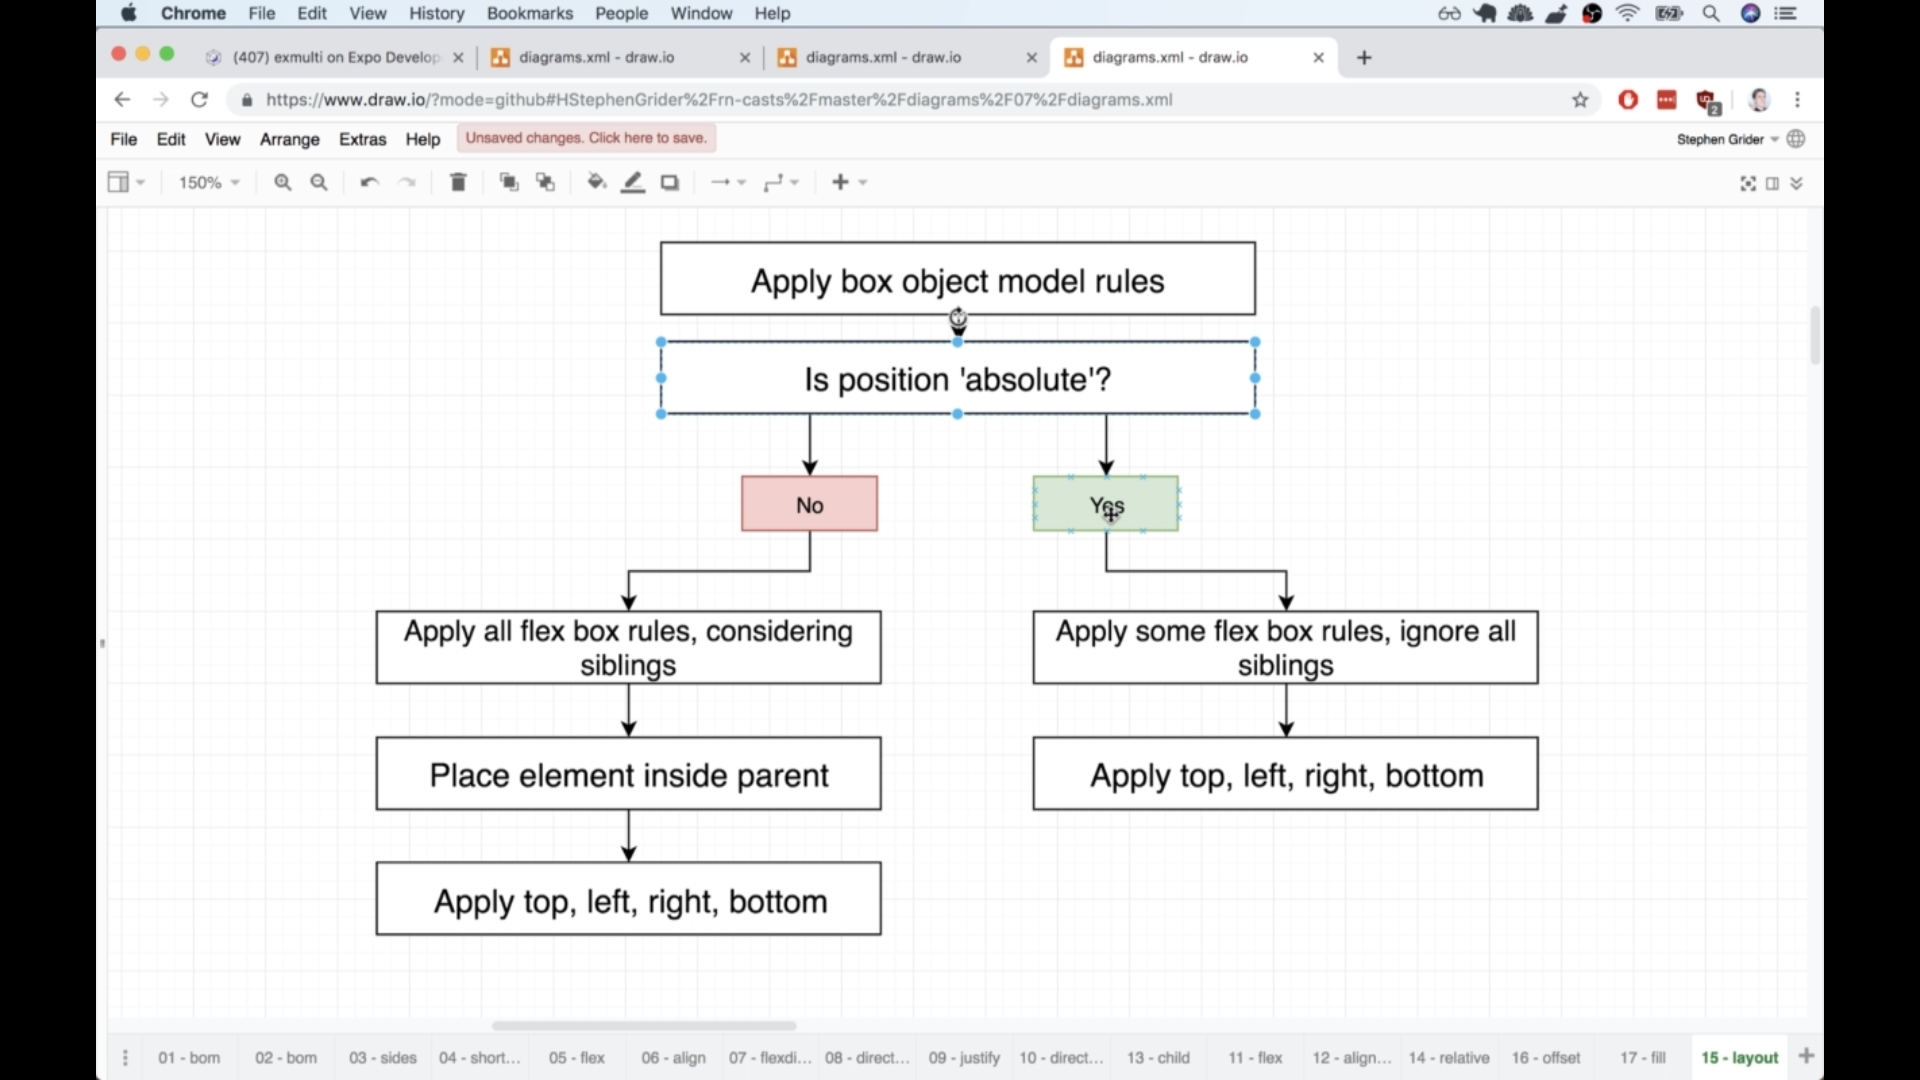 Chrome File Edit View History Bookmarks People Window Help
(407) exmulti on Expo Develop
diagrams.xml - draw.io
diagrams.xml - draw.io
diagrams.xml - draw.io
https://www.draw.io/?mode=github#HStephenGrider%2Frn-casts%2Fmaster%2Fdiagrams%2F07%2Fdiagrams.xml
2
File Edit View Arrange Extras Help Unsaved changes. Click here to save.
Stephen Grider
150%
Apply box object model rules
Is position 'absolute'?
No
Yes
Apply all flex box rules, considering
siblings
Apply some flex box rules, ignore all
siblings
Place element inside parent
Apply top, left, right, bottom
Apply top, left, right, bottom
01 - bom 02 - bom 03 - sides 04 - short... 05 - flex 06 - align 07 - flexdi... 08 - direct... 09 - justify 10 - direct... 13 - child 11 - flex 12 - align... 14 - relative 16 - offset 17 - fill 15 - layout